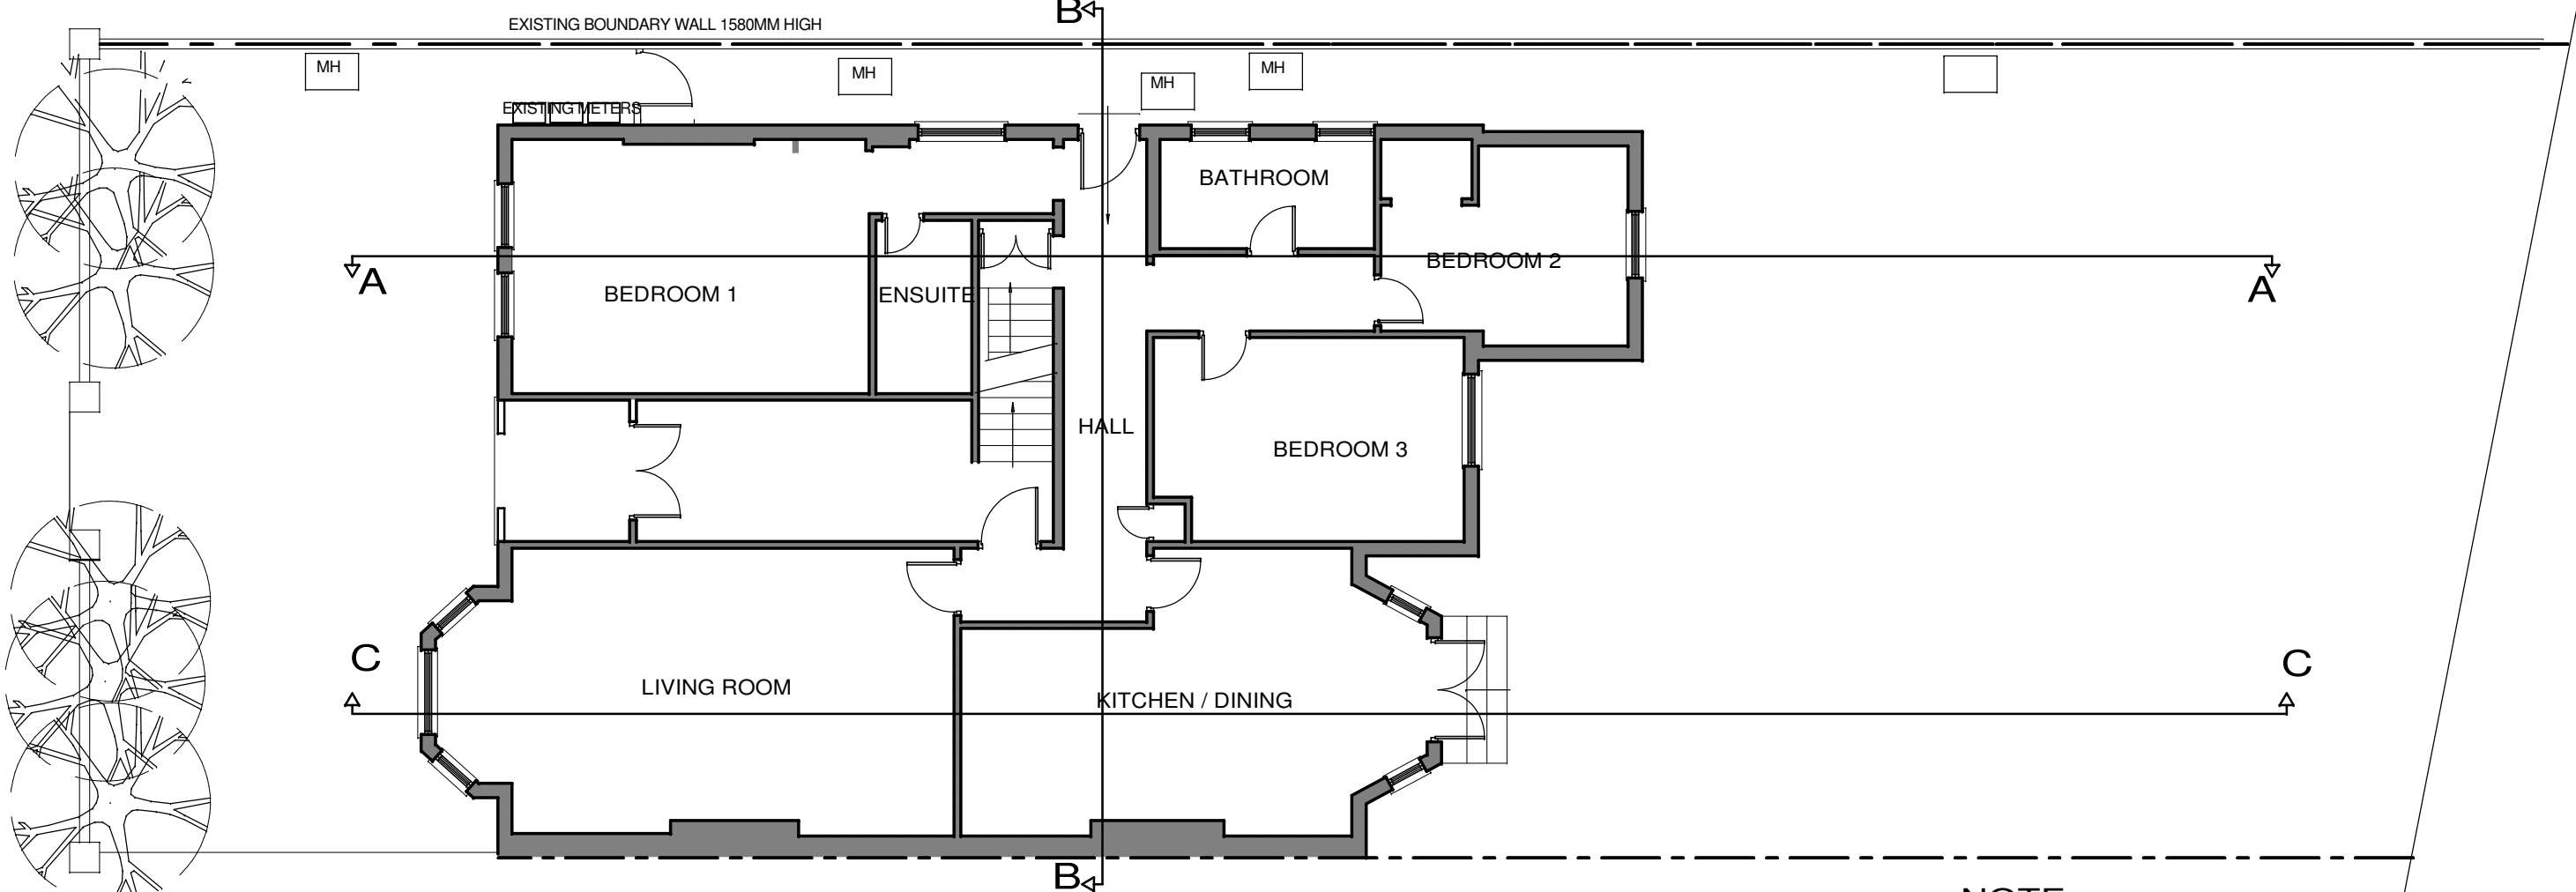 B
EXISTING BOUNDARY WALL 1580MM HIGH
MH
MH
MH
MH
EXISTING METERS
BATHROOM
BEDROOM 2
A
A
BEDROOM 1
ENSUITE
HALL
BEDROOM 3
C
C
LIVING ROOM
KITCHEN / DINING
B
NOTE